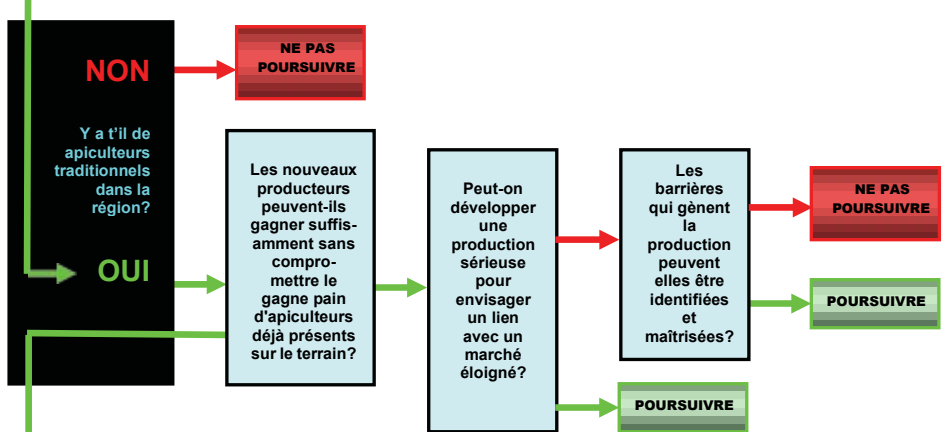 NON
NE PAS
POURSUIVRE
Y a t’il de
apiculteurs
traditionnels
dans la
région?
OUI
Les nouveaux
producteurs
peuvent-ils
gagner suffis-
amment sans
compro-
mettre le
gagne pain
d'apiculteurs
déjà présents
sur le terrain?
Peut-on
développer
une
production
sérieuse
pour
envisager
un lien
avec un
marché
éloigné?
Les
barrières
qui gènent
la
production
peuvent
elles être
identifiées
et
maîtrisées?
NE PAS
POURSUIVRE
POURSUIVRE
POURSUIVRE